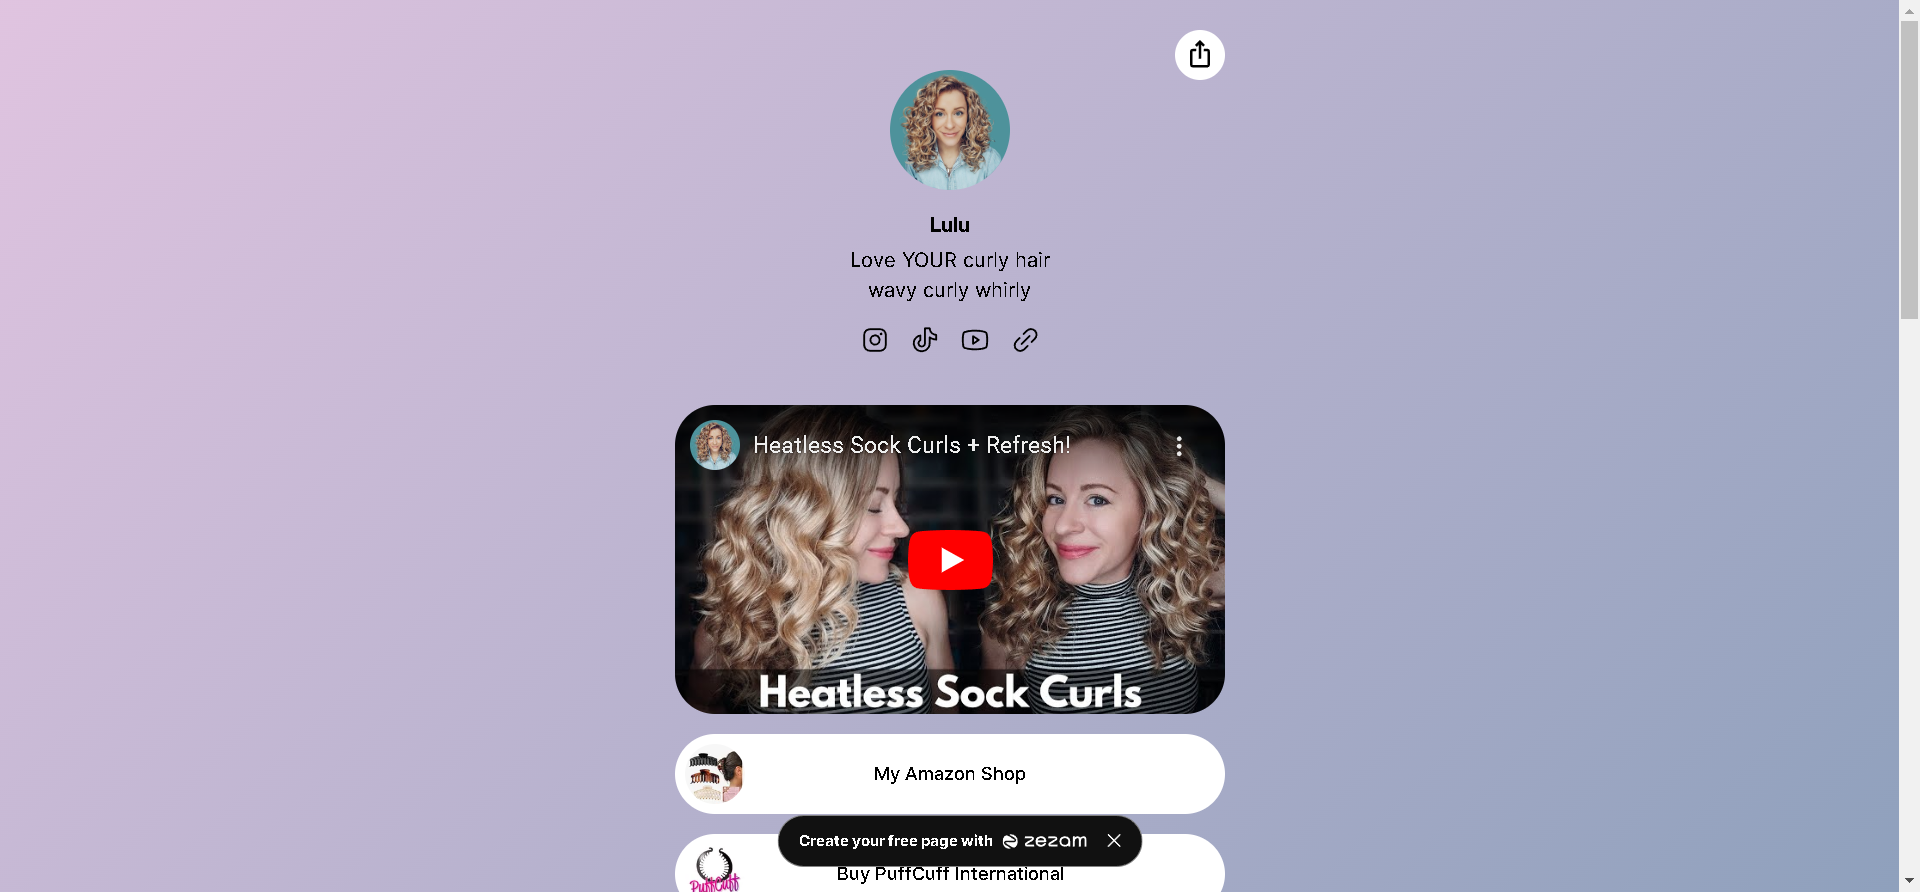 Lulu
Love YOUR curly hair
wavy curly whirly
Heatless Sock Curls + Refresh!
Heatless Sock Curls
My Amazon Shop
Create your free page with zezam
PuffCuff
Buy PuffCuff International